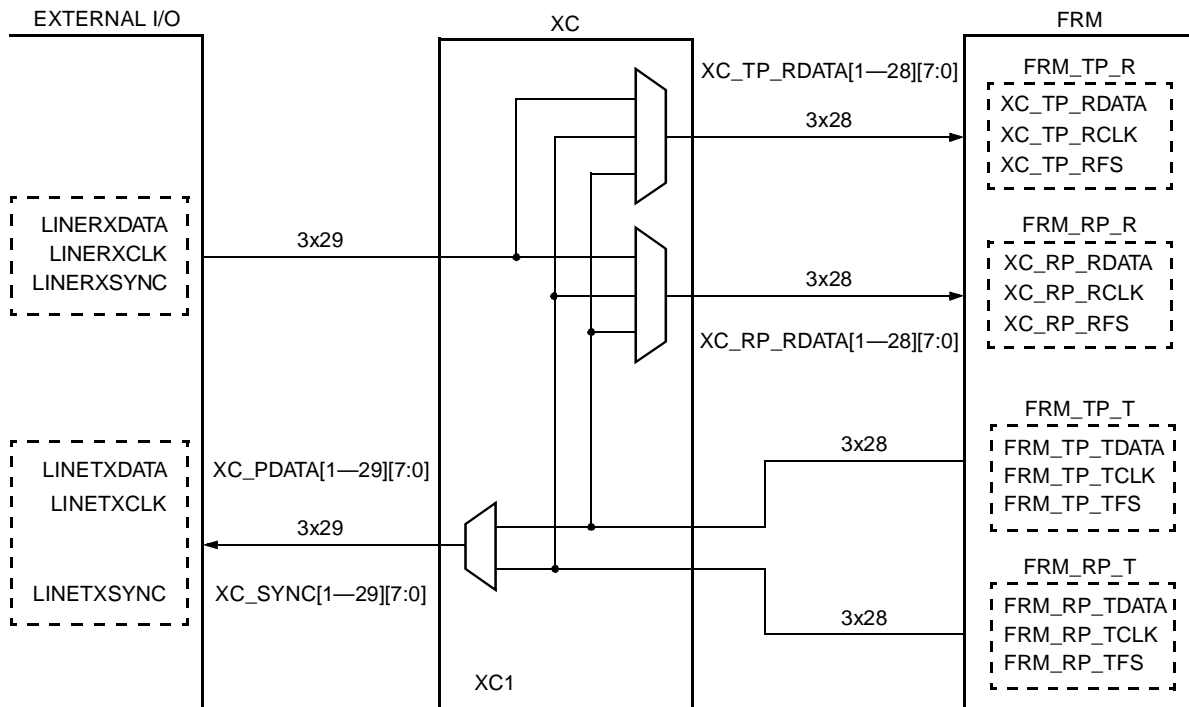 EXTERNAL I/O
XC
FRM
XC_TP_RDATA[1—28][7:0]
3x28
FRM_TP_R
XC_TP_RDATA
XC_TP_RCLK
XC_TP_RFS
LINERXDATA
LINERXCLK
LINERXSYNC
3x29
3x28
XC_RP_RDATA[1—28][7:0]
FRM_RP_R
XC_RP_RDATA
XC_RP_RCLK
XC_RP_RFS
LINETXDATA
LINETXCLK
LINETXSYNC
XC_PDATA[1—29][7:0]
3x29
XC_SYNC[1—29][7:0]
3x28
FRM_TP_T
FRM_TP_TDATA
FRM_TP_TCLK
FRM_TP_TFS
3x28
FRM_RP_T
FRM_RP_TDATA
FRM_RP_TCLK
FRM_RP_TFS
XC1